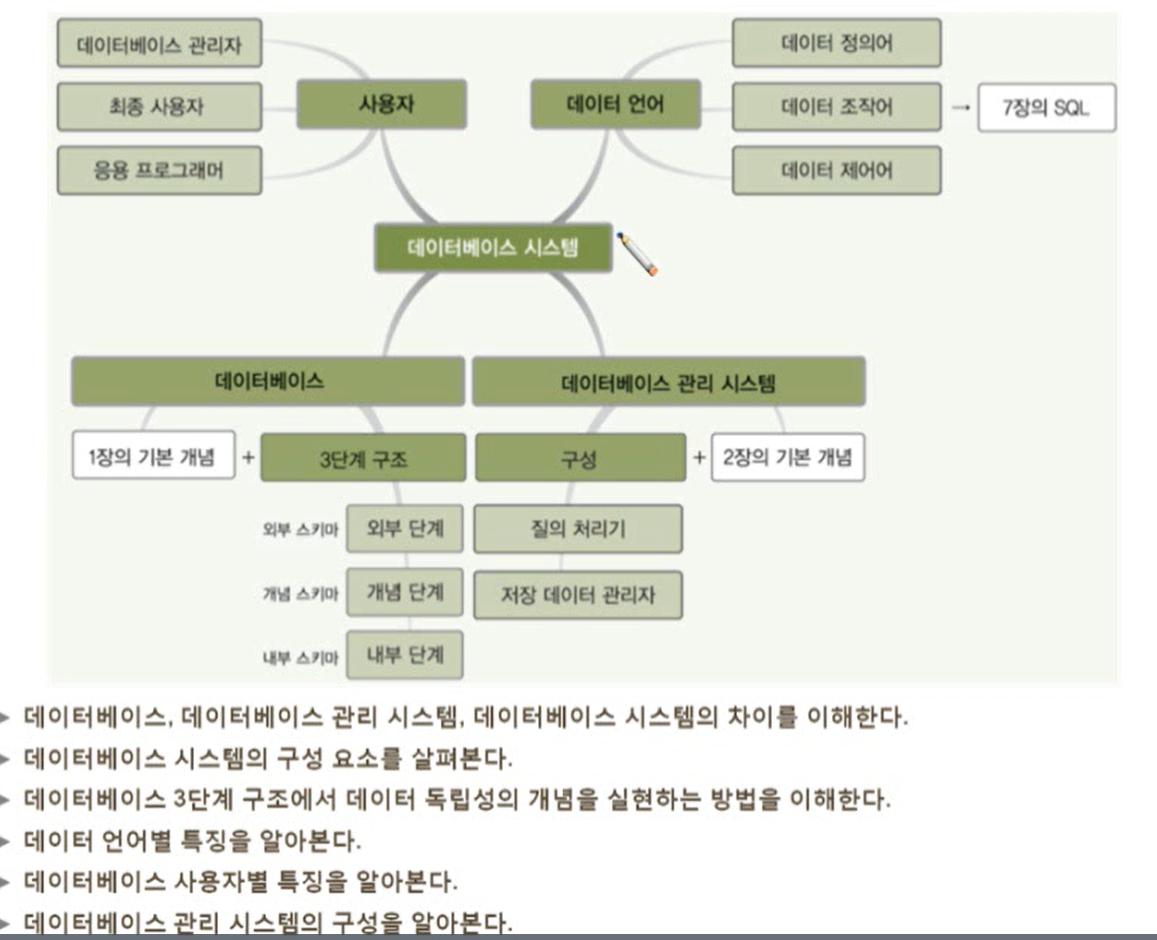 데이터베이스 관리자
데이터 정의어
최종 사용자
사용자
데이터 언어
데이터 조작어
→
7장의 SQL
응용 프로그래머
데이터 제어어
데이터베이스 시스템
데이터베이스
데이터베이스 관리 시스템
1장의 기본 개념
+
3단계 구조
구성
+
2장의 기본 개념
외부 스키마
외부 단계
질의 처리기
개념 스키마
개념 단계
저장 데이터 관리자
내부 스키마
내부 단계
데이터베이스, 데이터베이스 관리 시스템, 데이터베이스 시스템의 차이를 이해한다.
데이터베이스 시스템의 구성 요소를 살펴본다.
데이터베이스 3단계 구조에서 데이터 독립성의 개념을 실현하는 방법을 이해한다.
데이터 언어별 특징을 알아본다.
데이터베이스 사용자별 특징을 알아본다.
데이터베이스 관리 시스템의 구성을 알아본다.